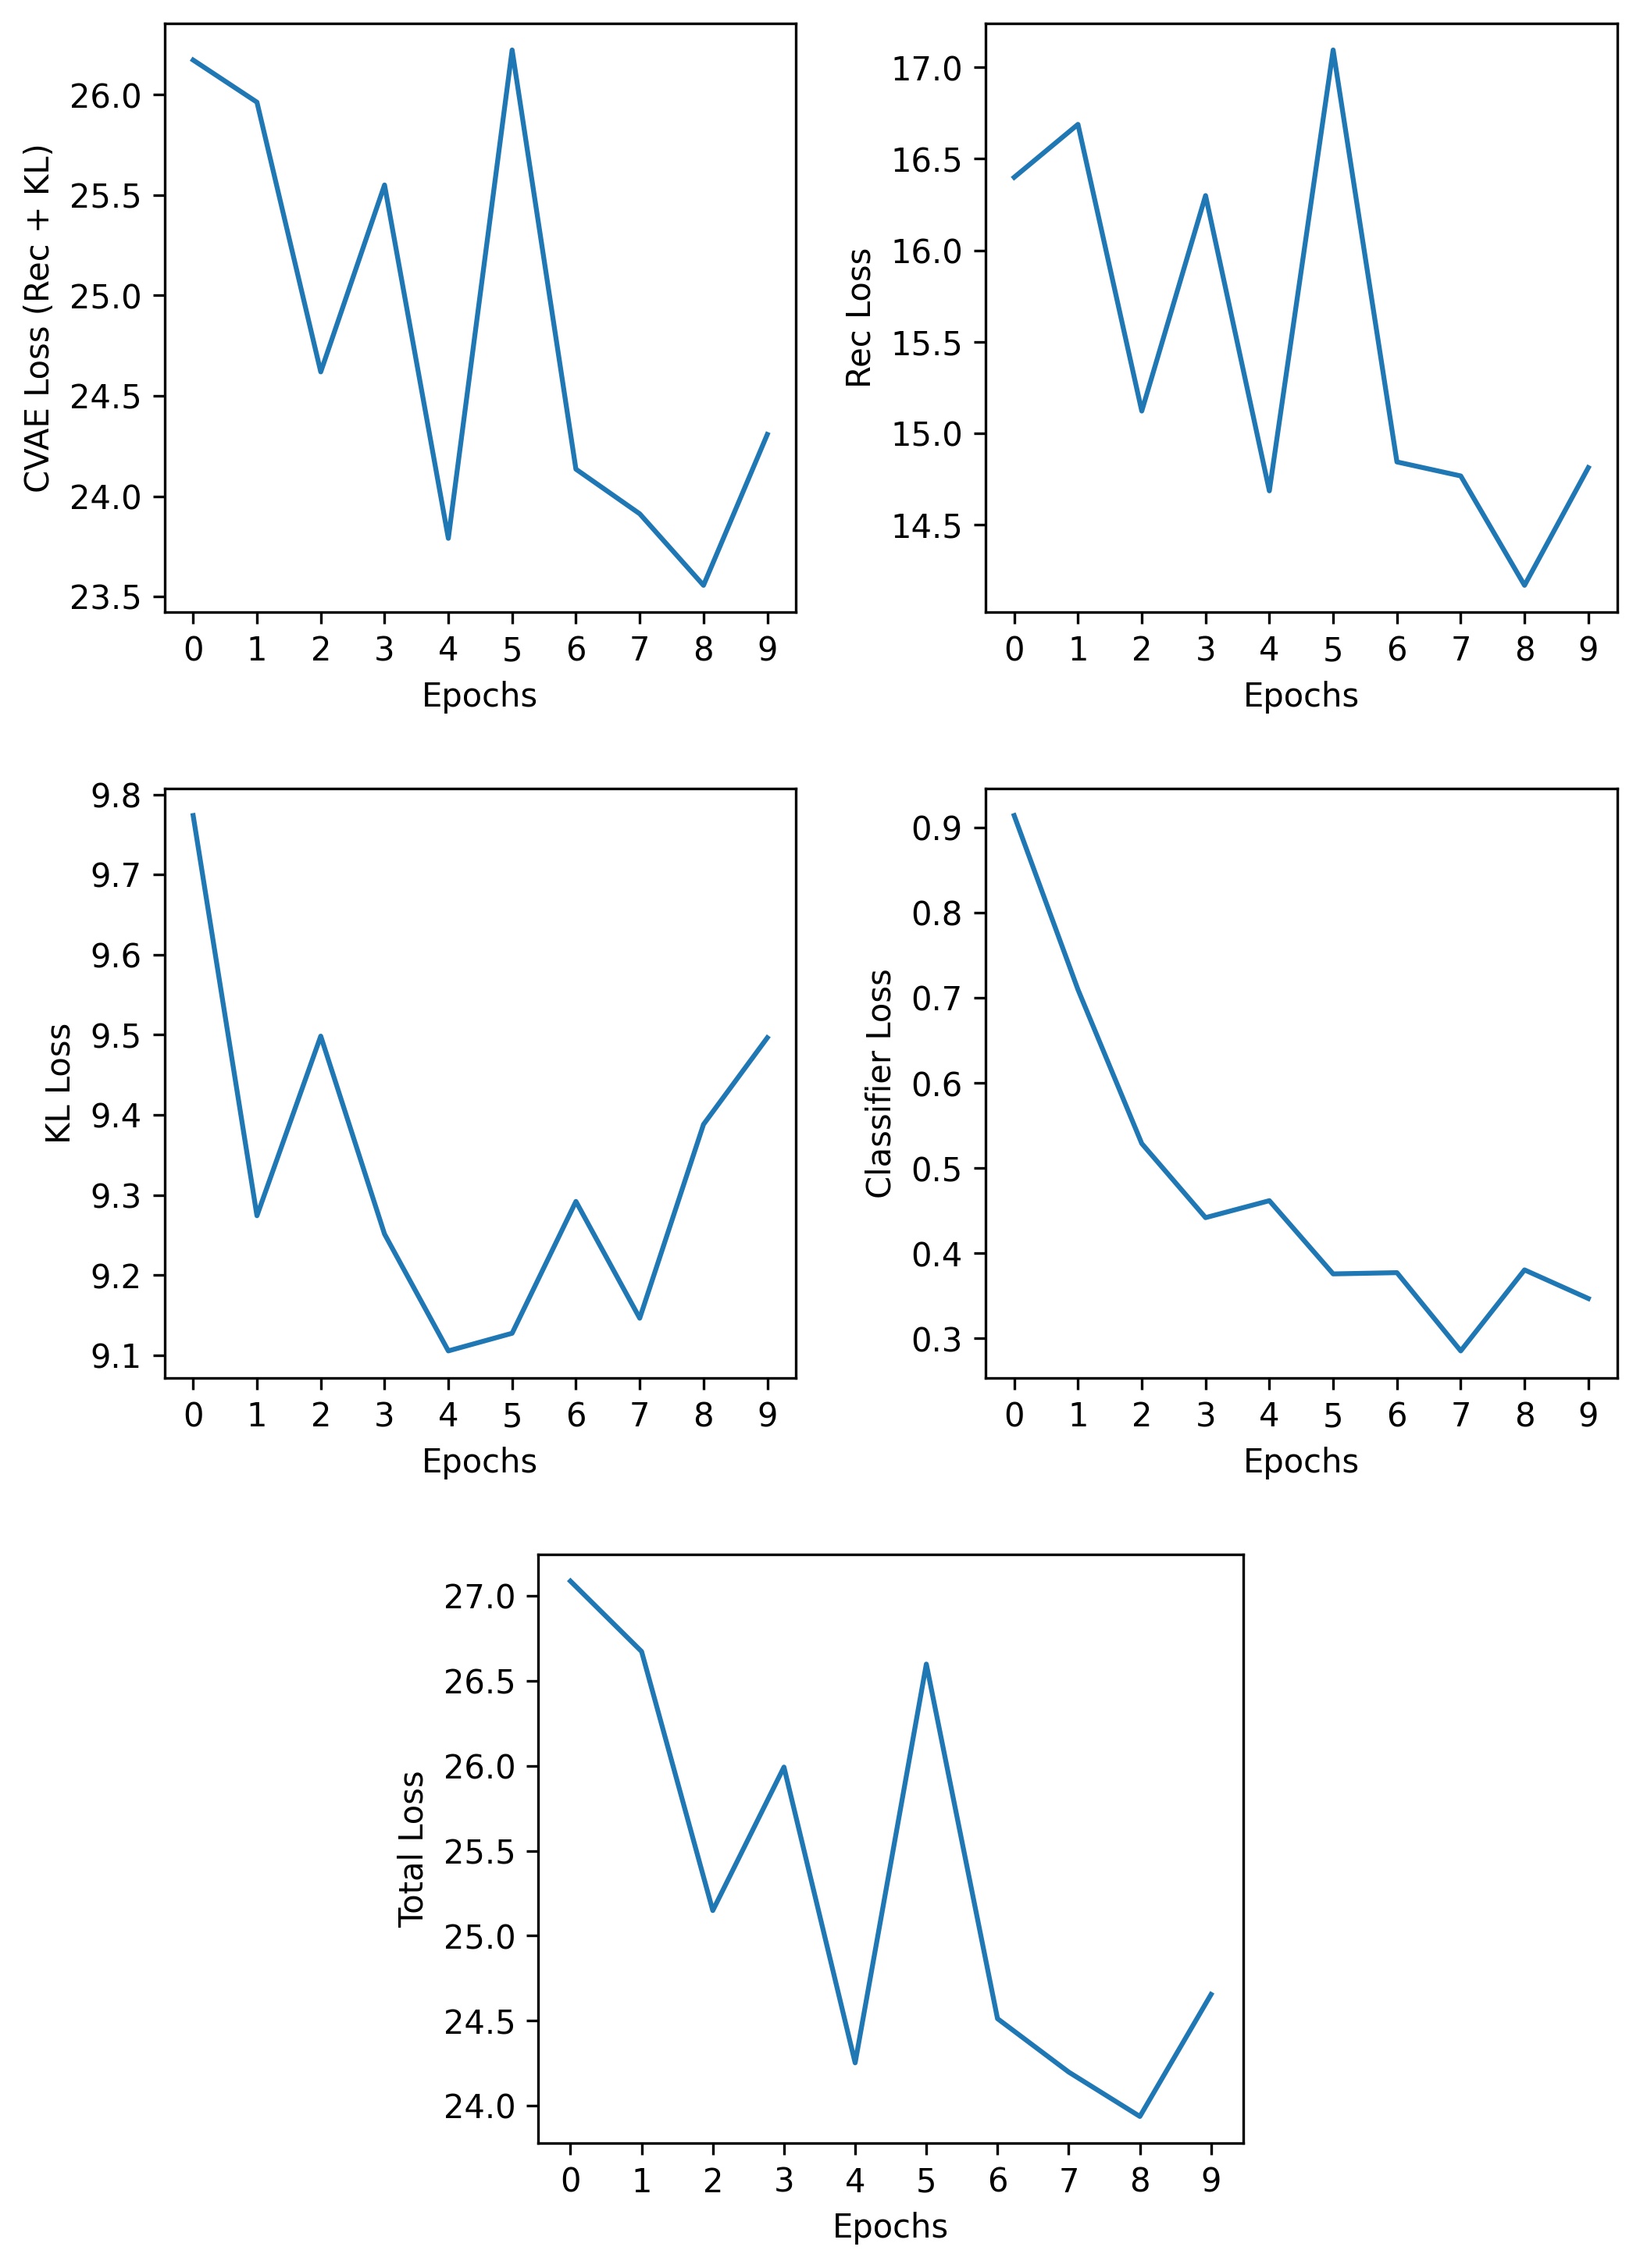 26.0
25.5
25.0
24.5
24.0
23.5
CVAE Loss (Rec + KL)
0 1 2 3 4 5 6 7 8 9
Epochs
17.0
16.5
16.0
15.5
15.0
14.5
Rec Loss
0 1 2 3 4 5 6 7 8 9
Epochs
9.8
9.7
9.6
9.5
9.4
9.3
9.2
9.1
KL Loss
0 1 2 3 4 5 6 7 8 9
Epochs
0.9
0.8
0.7
0.6
0.5
0.4
0.3
Classifier Loss
0 1 2 3 4 5 6 7 8 9
Epochs
27.0
26.5
26.0
25.5
25.0
24.5
24.0
Total Loss
0 1 2 3 4 5 6 7 8 9
Epochs